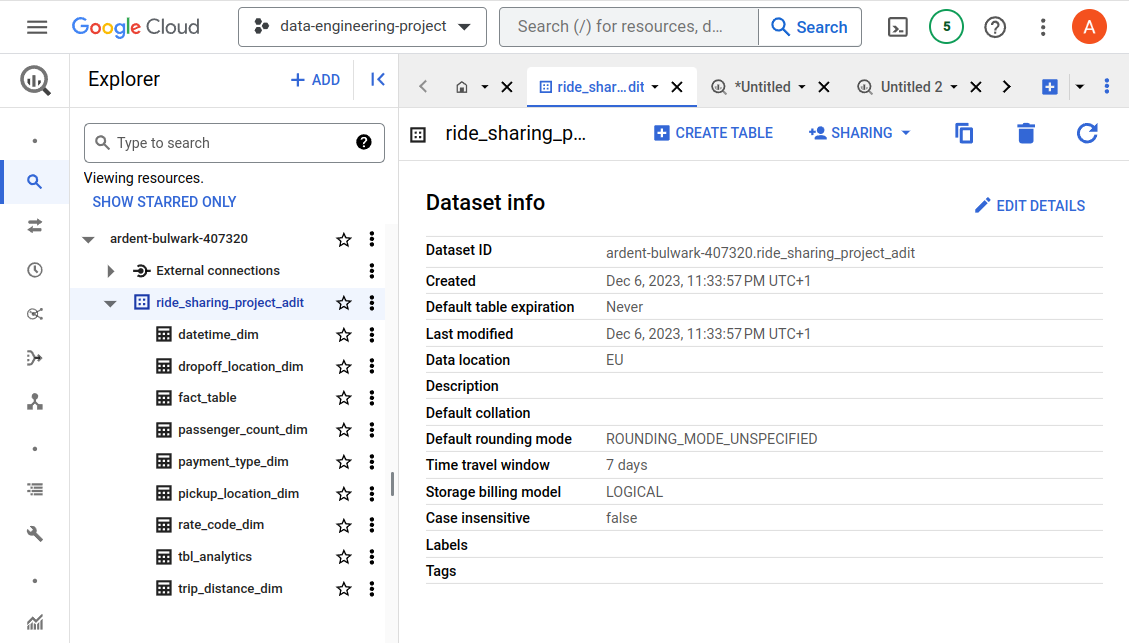 Google Cloud
data-engineering-project
Search (/) for resources, d...
Search
5
A
Explorer
ADD
ride_shar... dit
*Untitled
Untitled 2
ride_sharing_p...
CREATE TABLE
SHARING
Type to search
Viewing resources.
SHOW STARRED ONLY
ardent-bulwark-407320
External connections
ride_sharing_project_adit
datetime_dim
dropoff_location_dim
fact_table
passenger_count_dim
payment_type_dim
pickup_location_dim
rate_code_dim
tbl_analytics
trip_distance_dim
Dataset info
EDIT DETAILS
Dataset ID ardent-bulwark-407320.ride_sharing_project_adit
Created Dec 6, 2023, 11:33:57 PM UTC+1
Default table expiration Never
Last modified Dec 6, 2023, 11:33:57 PM UTC+1
Data location EU
Description
Default collation
Default rounding mode ROUNDING_MODE_UNSPECIFIED
Time travel window 7 days
Storage billing model LOGICAL
Case insensitive false
Labels
Tags